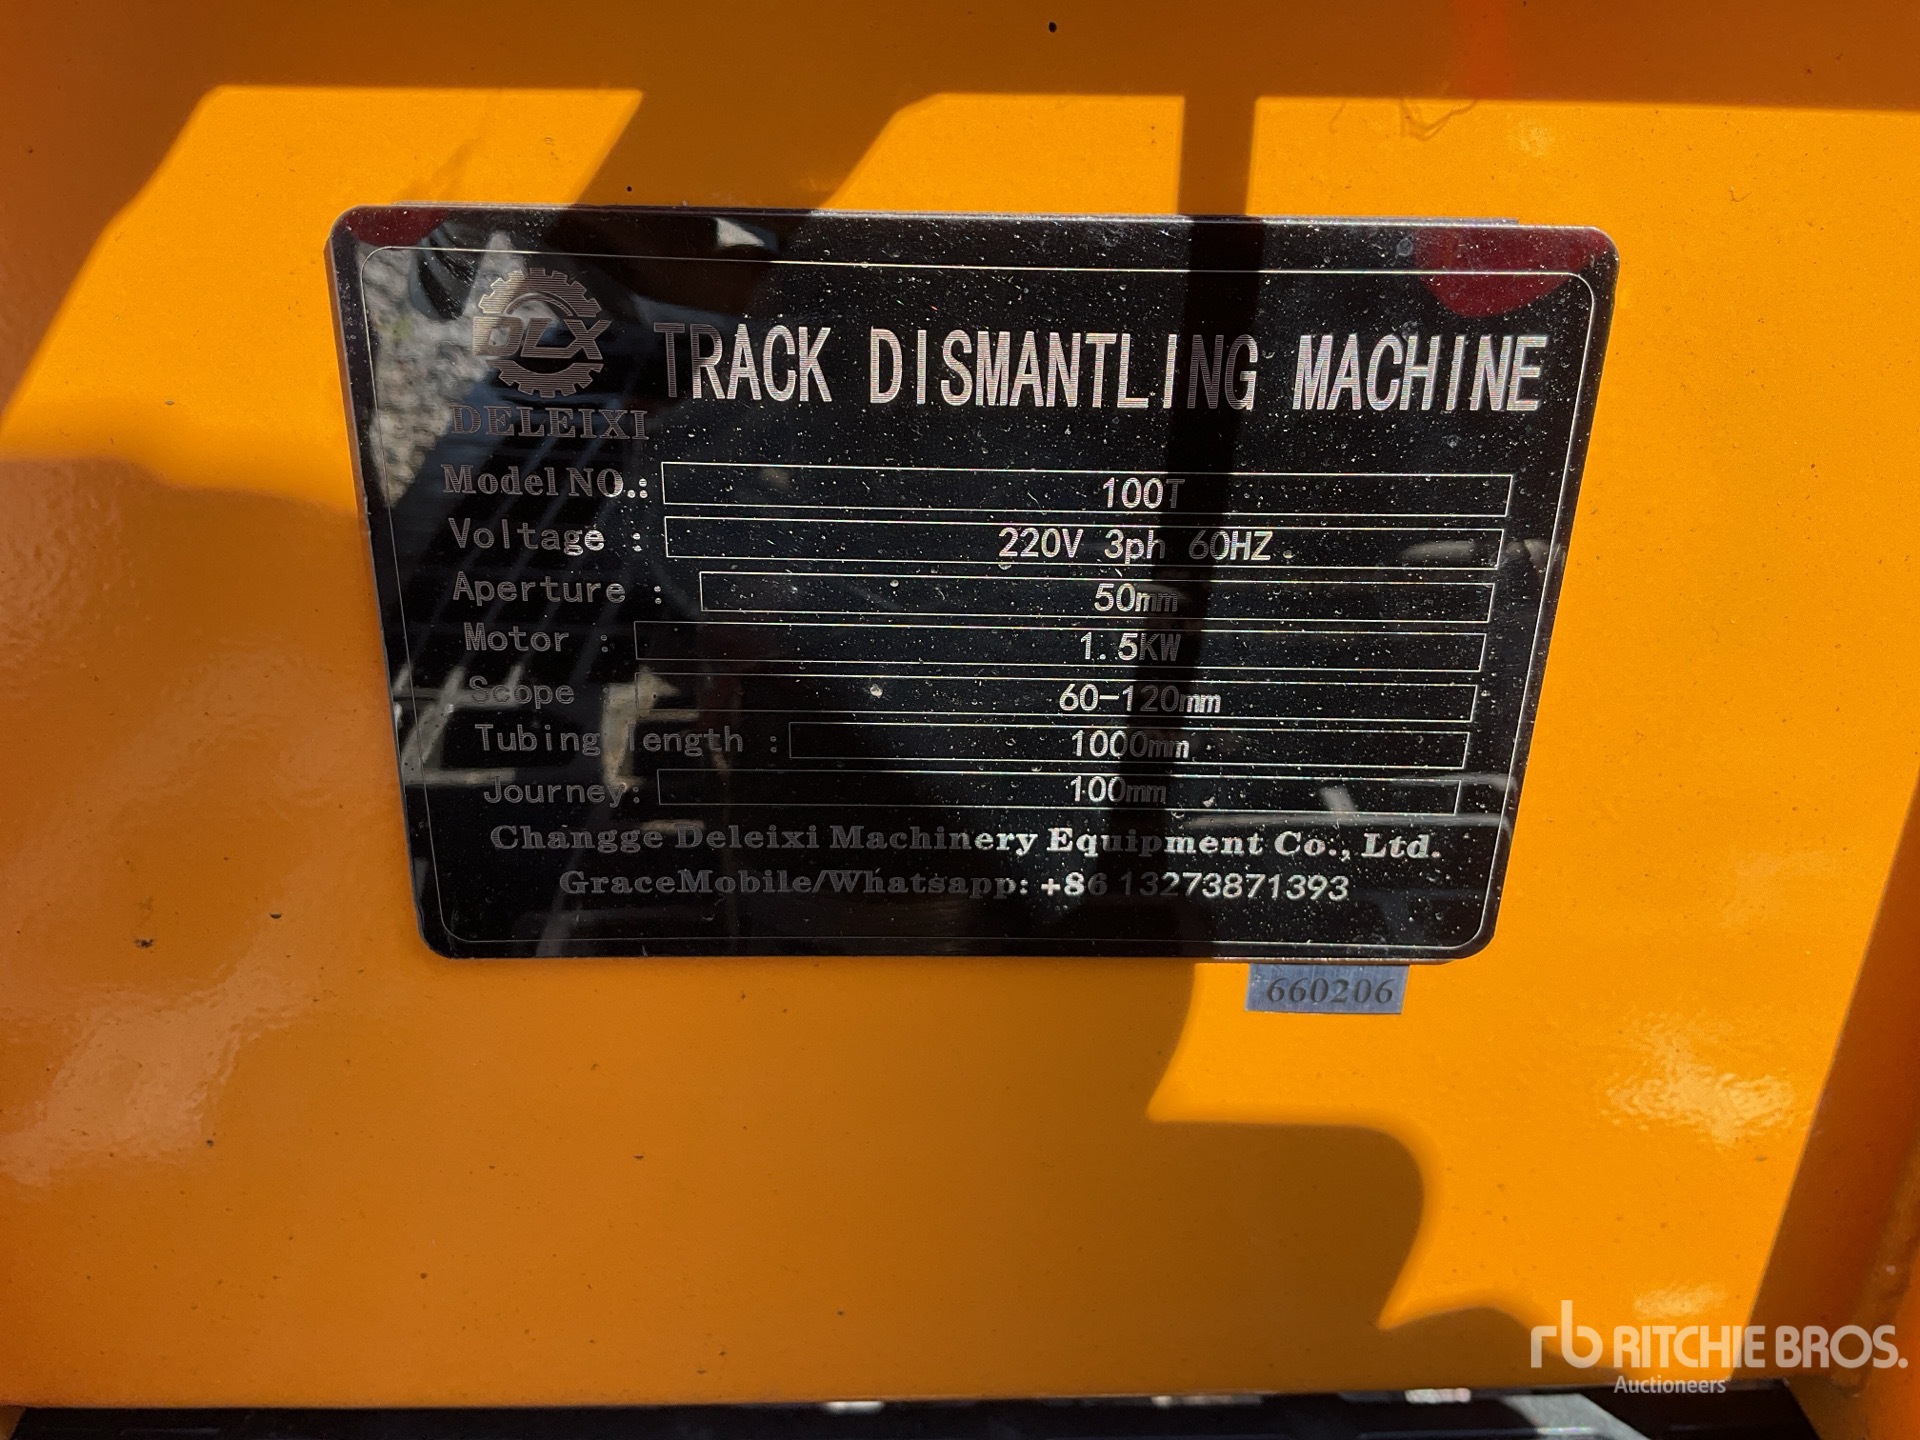 DLX
DELEIXI
TRACK DISMANTLING MACHINE
Model NO.: 100T
Voltage : 220V 3ph 60HZ
Aperture : 50mm
Motor : 1.5KW
Scope : 60-120mm
Tubing length : 1000mm
Journey: 100mm
Changge Deleixi Machinery Equipment Co., Ltd.
GraceMobile/Whatsapp: +86 13273871393
660206
rb RITCHIE BROS.
Auctioneers